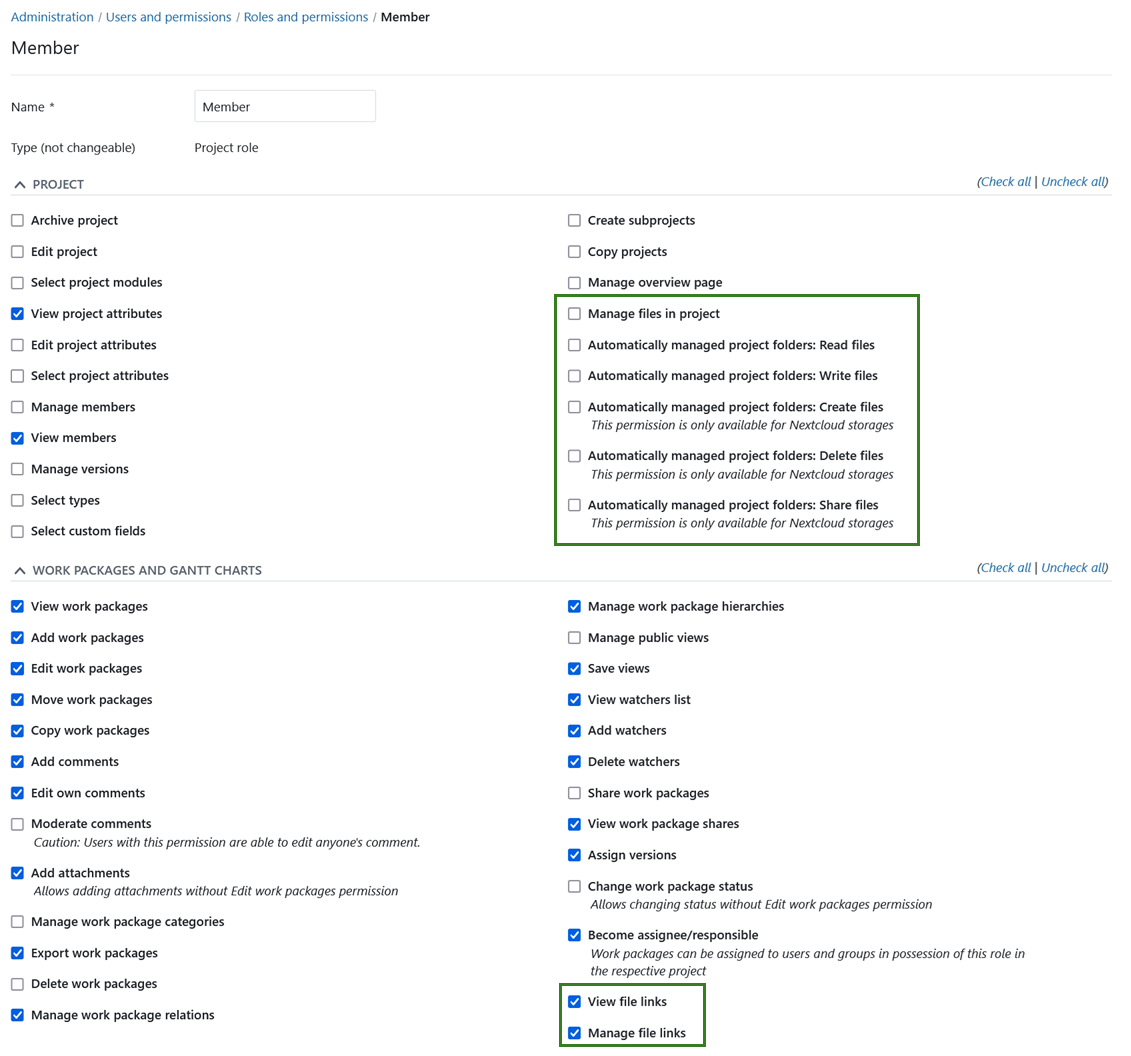 Administration / Users and permissions / Roles and permissions / Member
Member
Name *
Member
Type (not changeable)
Project role
PROJECT
(Check all | Uncheck all)
Archive project
Edit project
Select project modules
View project attributes
Edit project attributes
Select project attributes
Manage members
View members
Manage versions
Select types
Select custom fields
Create subprojects
Copy projects
Manage overview page
Manage files in project
Automatically managed project folders: Read files
Automatically managed project folders: Write files
Automatically managed project folders: Create files
This permission is only available for Nextcloud storages
Automatically managed project folders: Delete files
This permission is only available for Nextcloud storages
Automatically managed project folders: Share files
This permission is only available for Nextcloud storages
WORK PACKAGES AND GANTT CHARTS
(Check all | Uncheck all)
View work packages
Add work packages
Edit work packages
Move work packages
Copy work packages
Add comments
Edit own comments
Moderate comments
Caution: Users with this permission are able to edit anyone's comment.
Add attachments
Allows adding attachments without Edit work packages permission
Manage work package categories
Export work packages
Delete work packages
Manage work package relations
Manage work package hierarchies
Manage public views
Save views
View watchers list
Add watchers
Delete watchers
Share work packages
View work package shares
Assign versions
Change work package status
Allows changing status without Edit work packages permission
Become assignee/responsible
Work packages can be assigned to users and groups in possession of this role in
the respective project
View file links
Manage file links